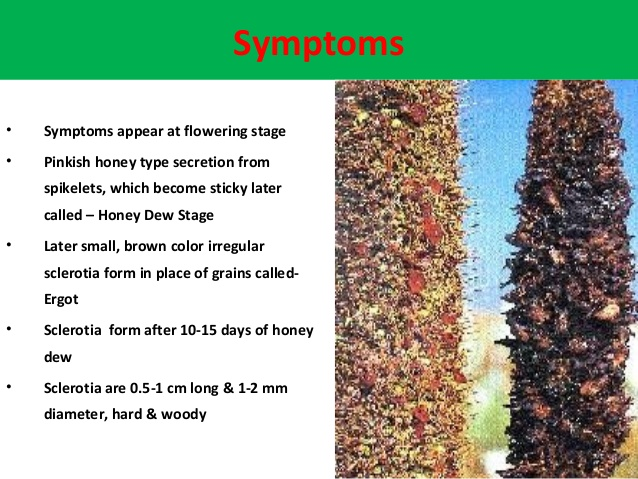 Symptoms
• Symptoms appear at flowering stage
• Pinkish honey type secretion from
spikelets, which become sticky later
called – Honey Dew Stage
• Later small, brown color irregular
sclerotia form in place of grains called-
Ergot
• Sclerotia  form after 10-15 days of honey
dew
• Sclerotia are 0.5-1 cm long & 1-2 mm
diameter, hard & woody